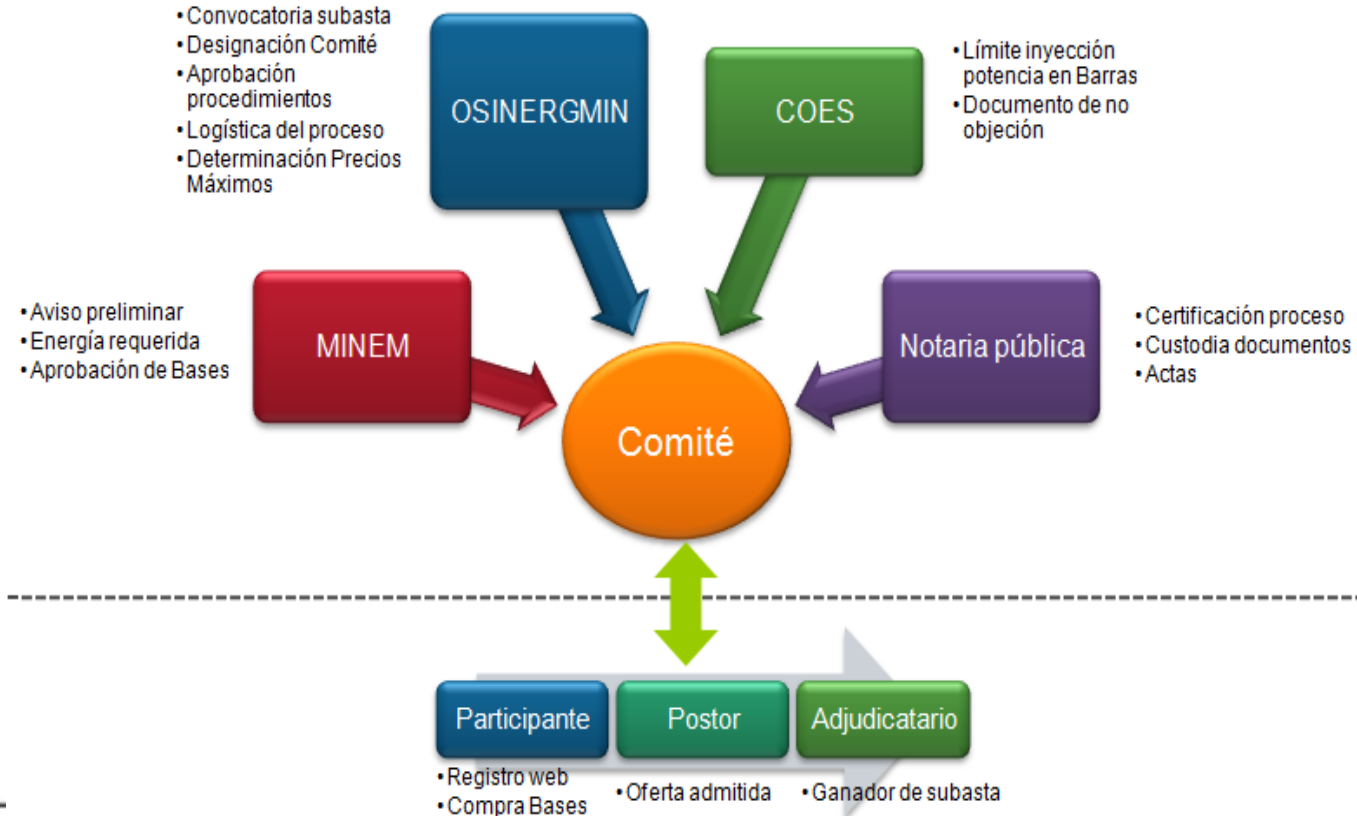 • Convocatoria subasta
• Designación Comité
• Aprobación
procedimientos
• Logística del proceso
• Determinación Precios
Máximos
OSINERGMIN
COES
• Límite inyección
potencia en Barras
• Documento de no
objeción
• Aviso preliminar
• Energía requerida
• Aprobación de Bases
MINEM
Notaria pública
• Certificación proceso
• Custodia documentos
• Actas
Comité
Participante
Postor
Adjudicatario
• Registro web
• Compra Bases
• Oferta admitida
• Ganador de subasta